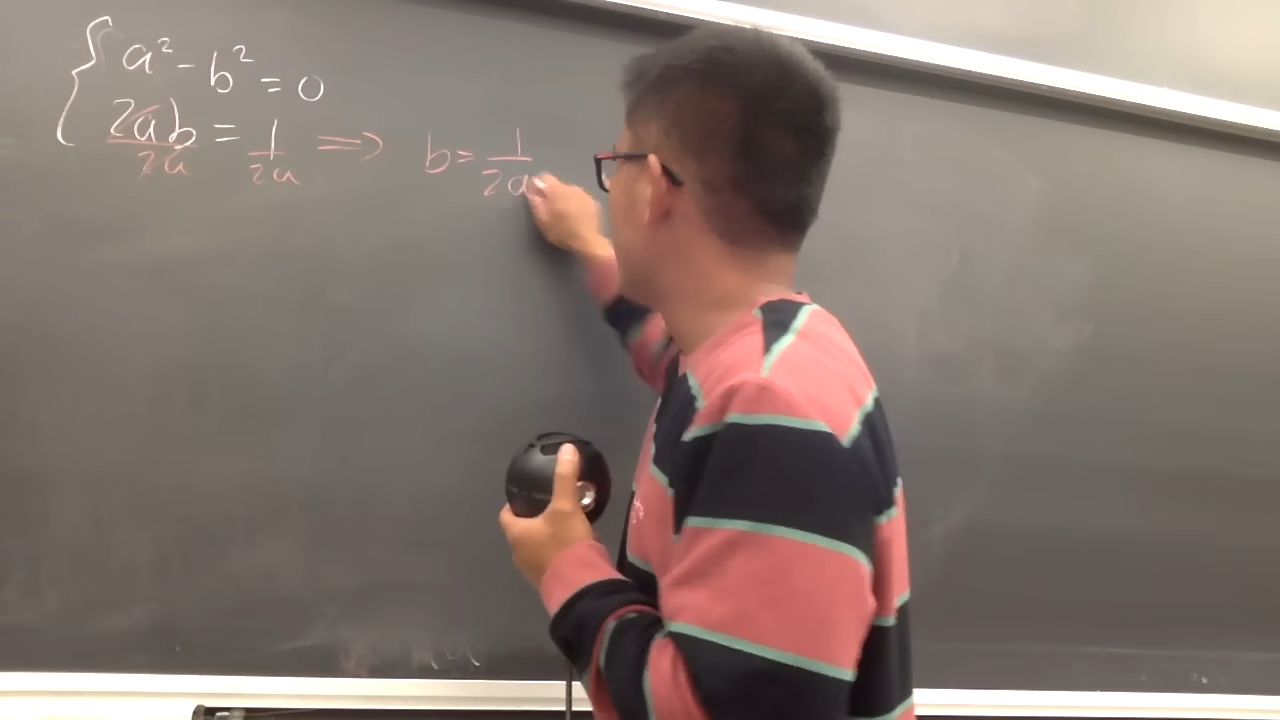 a² - b² = 0
2ab/2a = 1/2a ⟹ b = 1/2a